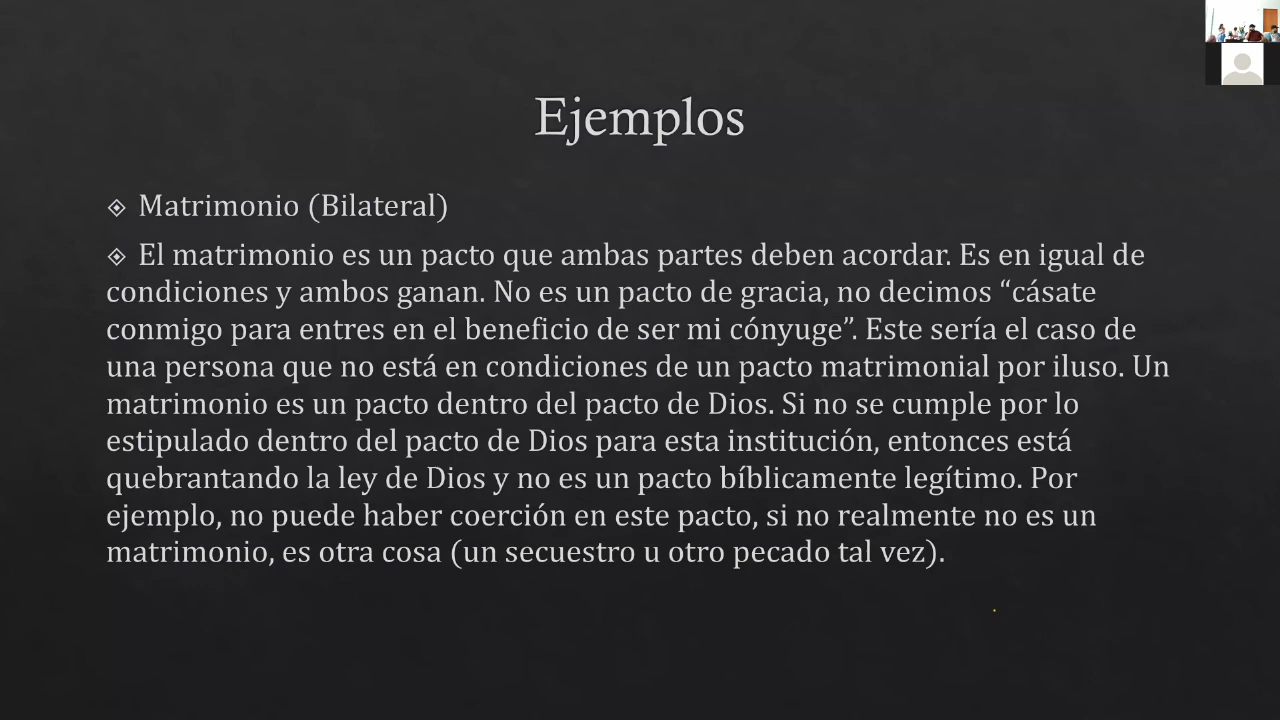 Ejemplos
Matrimonio (Bilateral)
El matrimonio es un pacto que ambas partes deben acordar. Es en igual de
condiciones y ambos ganan. No es un pacto de gracia, no decimos “cásate
conmigo para entres en el beneficio de ser mi cónyuge”. Este sería el caso de
una persona que no está en condiciones de un pacto matrimonial por iluso. Un
matrimonio es un pacto dentro del pacto de Dios. Si no se cumple por lo
estipulado dentro del pacto de Dios para esta institución, entonces está
quebrantando la ley de Dios y no es un pacto bíblicamente legítimo. Por
ejemplo, no puede haber coerción en este pacto, si no realmente no es un
matrimonio, es otra cosa (un secuestro u otro pecado tal vez).